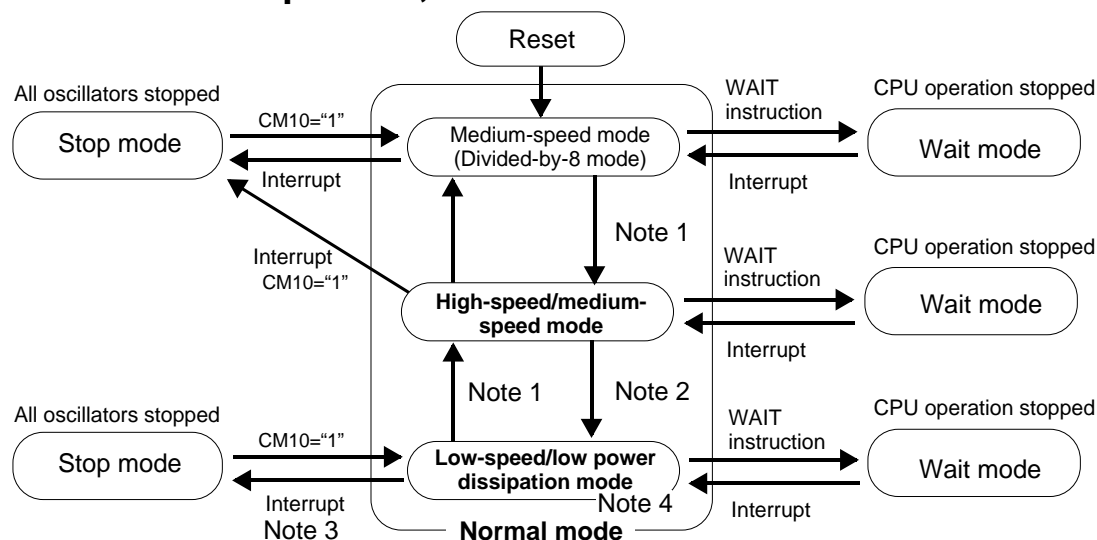 Reset
All oscillators stopped
Stop mode
CM10=“1”
Interrupt
Medium-speed mode
(Divided-by-8 mode)
WAIT
instruction
Interrupt
CPU operation stopped
Wait mode
Note 1
Interrupt
CM10=“1”
High-speed/medium-
speed mode
WAIT
instruction
Interrupt
CPU operation stopped
Wait mode
Note 1
Note 2
All oscillators stopped
Stop mode
CM10=“1”
Interrupt
Note 3
Low-speed/low power
dissipation mode
Note 4
WAIT
instruction
Interrupt
CPU operation stopped
Wait mode
Normal mode